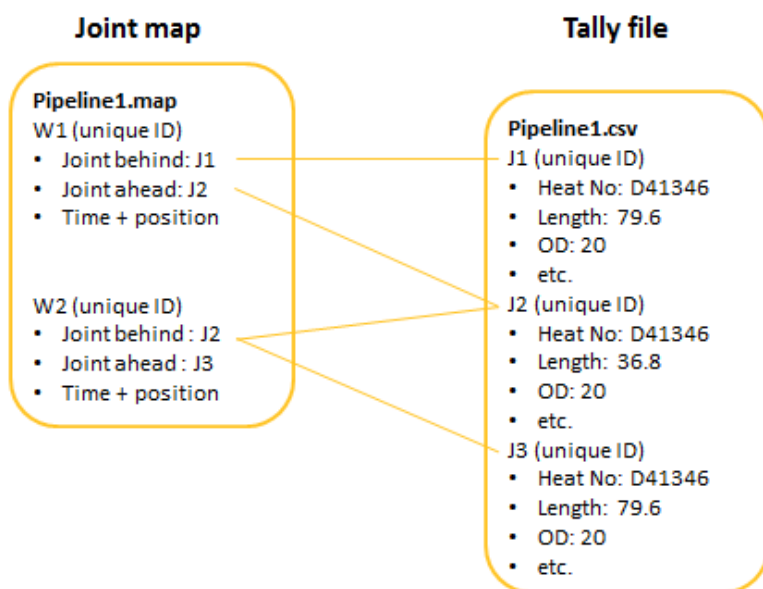 Joint map
Pipeline1.map
W1 (unique ID)
• Joint behind: J1
• Joint ahead: J2
• Time + position
W2 (unique ID)
• Joint behind : J2
• Joint ahead : J3
• Time + position
Tally file
Pipeline1.csv
J1 (unique ID)
• Heat No: D41346
• Length: 79.6
• OD: 20
• etc.
J2 (unique ID)
• Heat No: D41346
• Length: 36.8
• OD: 20
• etc.
J3 (unique ID)
• Heat No: D41346
• Length: 79.6
• OD: 20
• etc.